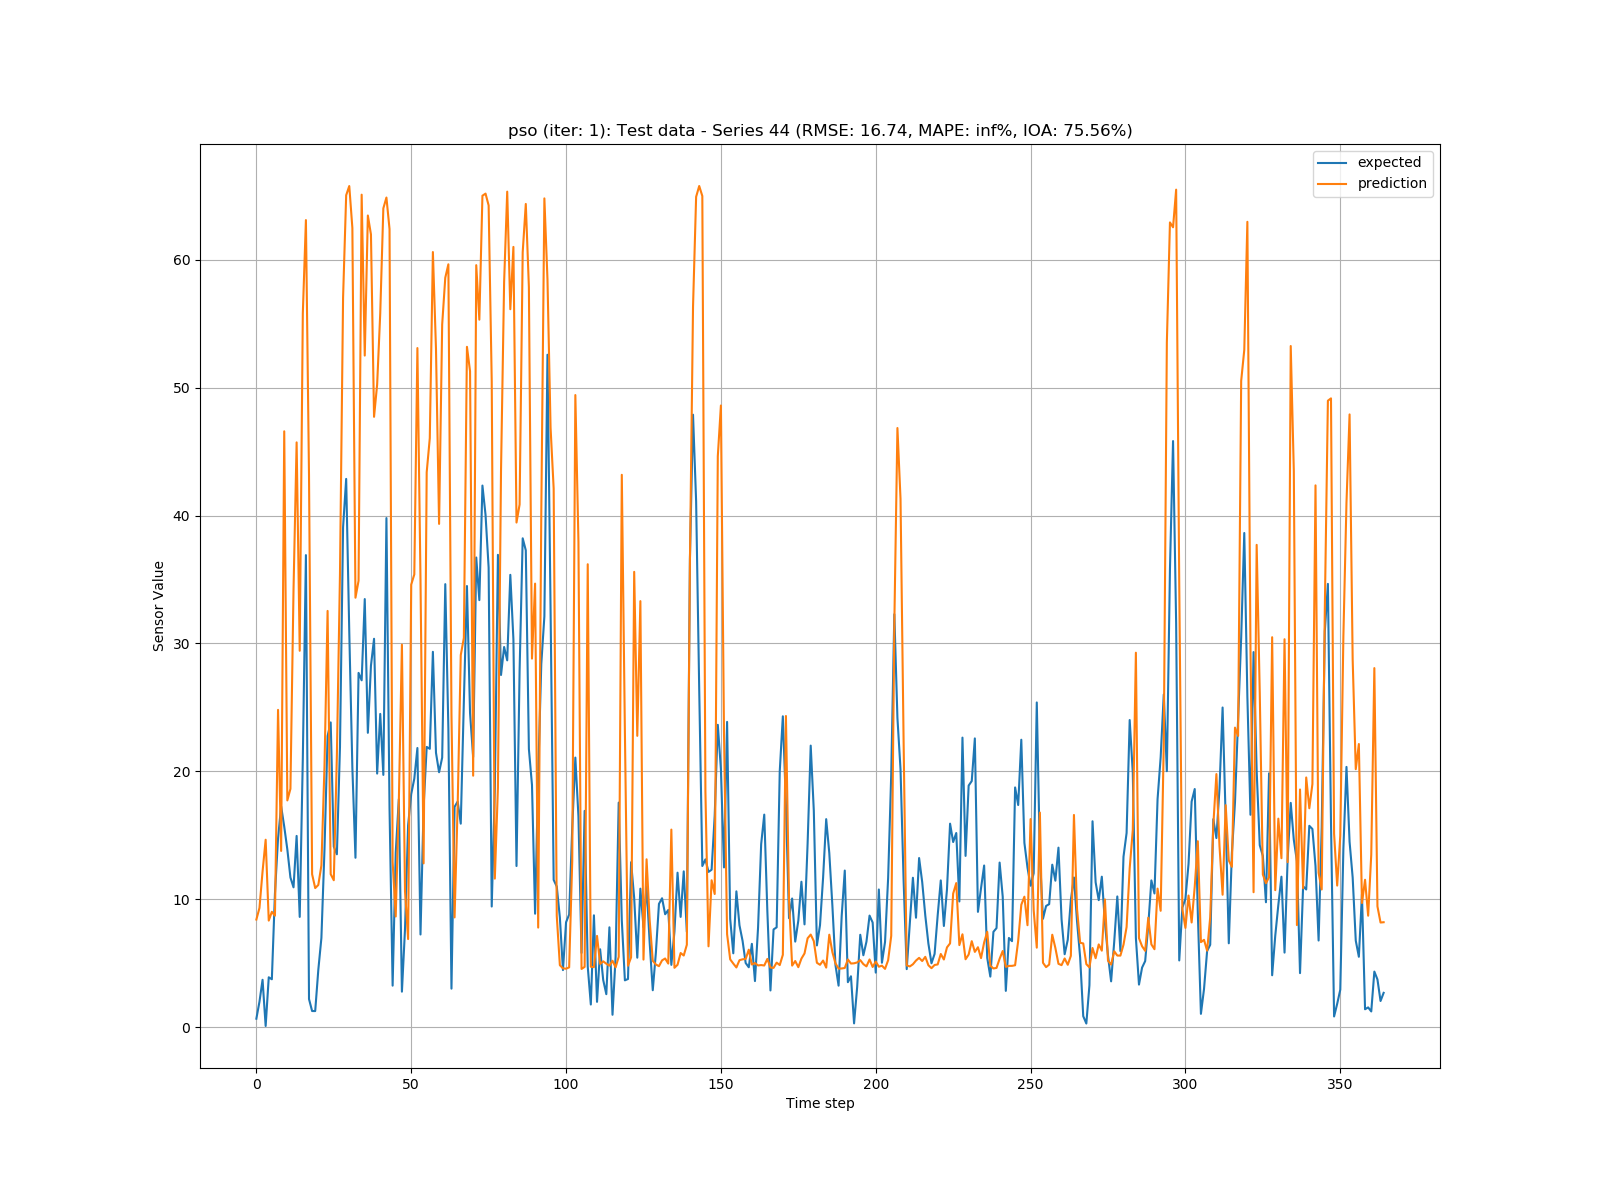 pso (iter: 1): Test data - Series 44 (RMSE: 16.74, MAPE: inf%, IOA: 75.56%)
expected
prediction
60
50
40
30
20
10
0
Sensor Value
0 50 100 150 200 250 300 350
Time step